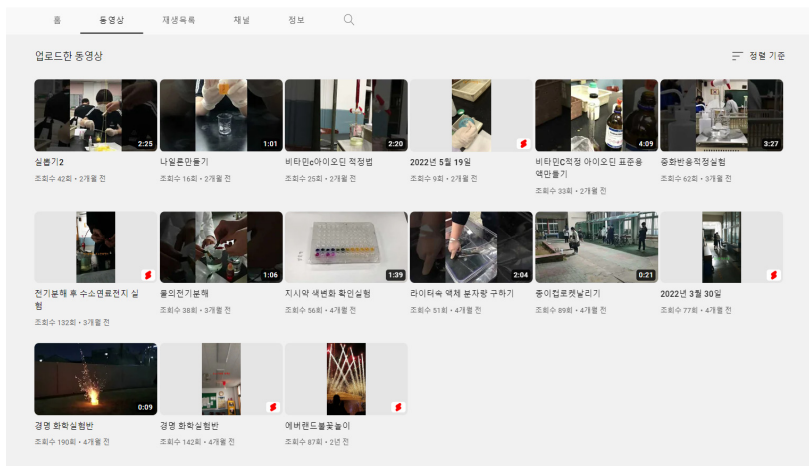 홈 동영상 재생목록 채널 정보
업로드한 동영상 정렬 기준
2:25 1:01 2:20 4:09 3:27
실뽑기2 나일론만들기 비타민c아이오딘 적정법 2022년 5월 19일 비타민C적정 아이오딘 표준용 중화반응적정실험
액만들기
조회수 42회 • 2개월 전 조회수 16회 • 2개월 전 조회수 25회 • 2개월 전 조회수 9회 • 2개월 전 조회수 33회 • 2개월 전 조회수 62회 • 3개월 전
1:06 1:39 2:04 0:21
전기분해 후 수소연료전지 실 물의전기분해 지시약 색변화 확인실험 라이터속 액체 분자량 구하기 종이컵로켓날리기 2022년 3월 30일
험
조회수 132회 • 3개월 전 조회수 38회 • 3개월 전 조회수 56회 • 4개월 전 조회수 51회 • 4개월 전 조회수 89회 • 4개월 전 조회수 77회 • 4개월 전
0:09
경명 화학실험반 경명 화학실험반 에버랜드불꽃놀이
조회수 190회 • 4개월 전 조회수 142회 • 4개월 전 조회수 87회 • 2년 전